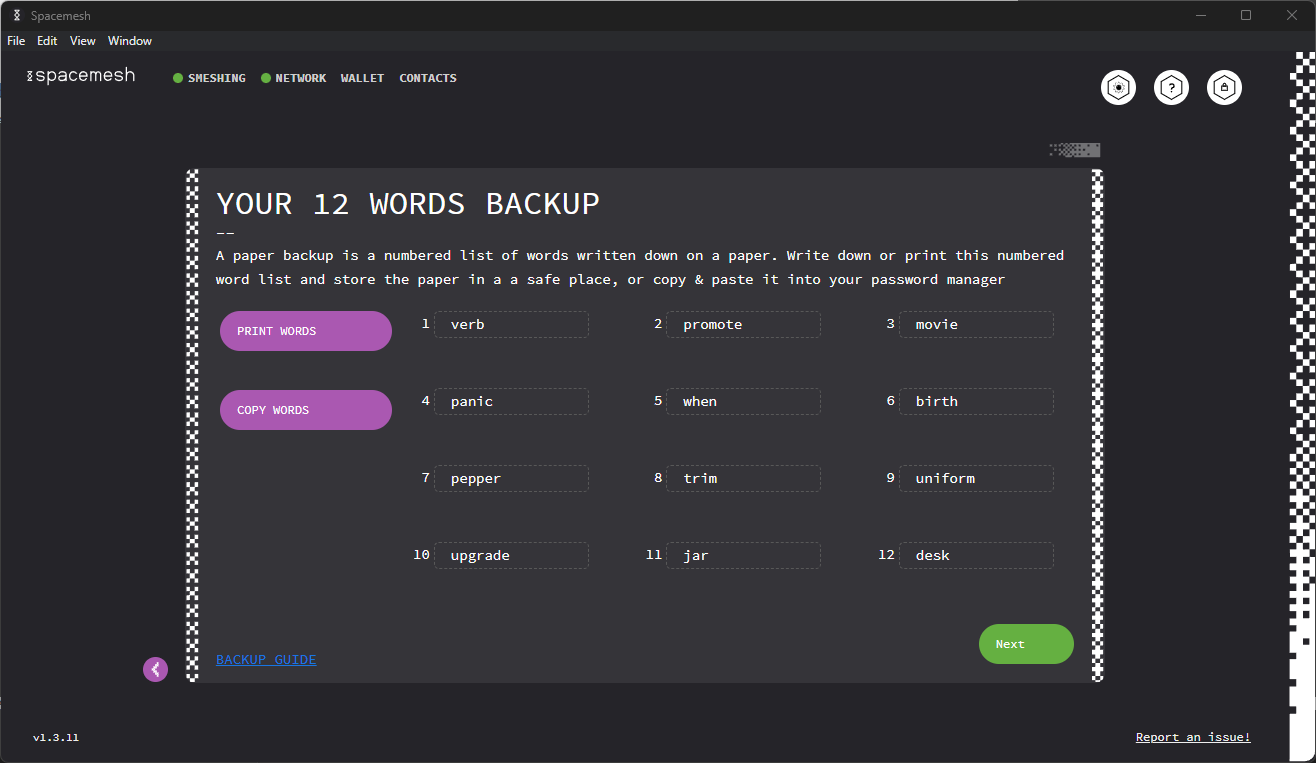 Spacemesh
File Edit View Window
spacemesh
SMESHING NETWORK WALLET CONTACTS
?
YOUR 12 WORDS BACKUP
--
A paper backup is a numbered list of words written down on a paper. Write down or print this numbered
word list and store the paper in a a safe place, or copy & paste it into your password manager
PRINT WORDS
1 verb 2 promote 3 movie
COPY WORDS
4 panic 5 when 6 birth
7 pepper 8 trim 9 uniform
10 upgrade 11 jar 12 desk
Next
BACKUP GUIDE
v1.3.11
Report an issue!